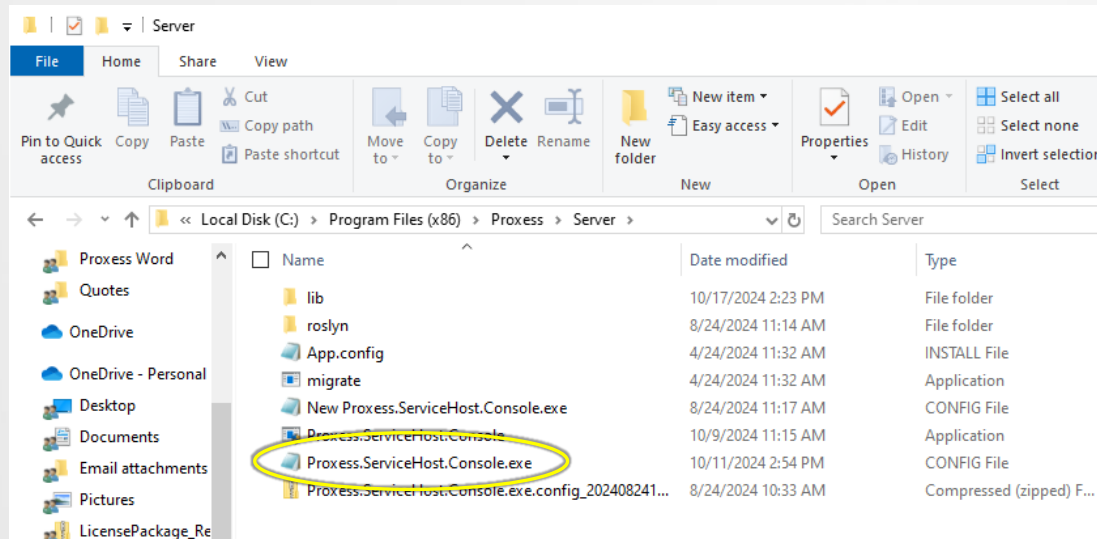 Server
File Home Share View
Pin to Quick access
Copy
Paste
Cut
Copy path
Paste shortcut
Clipboard
Move to
Copy to
Delete
Rename
Organize
New folder
New item
Easy access
New
Properties
Open
Edit
History
Open
Select all
Select none
Invert selection
Select
« Local Disk (C:) > Program Files (x86) > Proxess > Server >
Search Server
Proxess Word
Quotes
OneDrive
OneDrive - Personal
Desktop
Documents
Email attachments
Pictures
LicensePackage_Re
Name Date modified Type
lib 10/17/2024 2:23 PM File folder
roslyn 8/24/2024 11:14 AM File folder
App.config 4/24/2024 11:32 AM INSTALL File
migrate 4/24/2024 11:32 AM Application
New Proxess.ServiceHost.Console.exe 8/24/2024 11:17 AM CONFIG File
Proxess.ServiceHost.Console 10/9/2024 11:15 AM Application
Proxess.ServiceHost.Console.exe 10/11/2024 2:54 PM CONFIG File
Proxess.ServiceHost.Console.exe.config_202408241... 8/24/2024 10:33 AM Compressed (zipped) F...